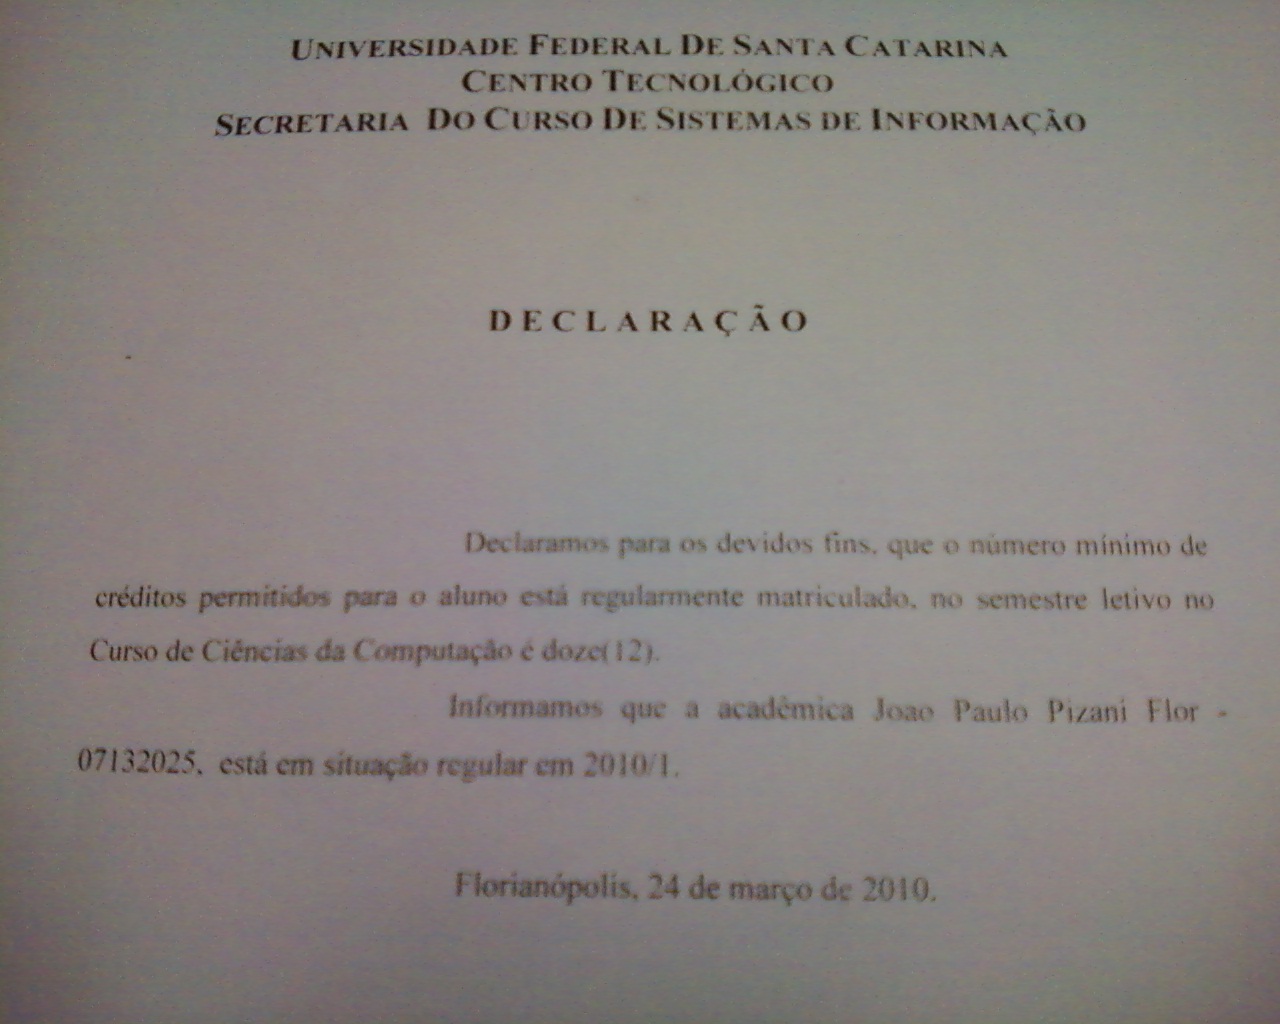 UNIVERSIDADE FEDERAL DE SANTA CATARINA
CENTRO TECNOLÓGICO
SECRETARIA DO CURSO DE SISTEMAS DE INFORMAÇÃO
DECLARAÇÃO
Declaramos para os devidos fins, que o número mínimo de
créditos permitidos para o aluno está regularmente matriculado, no semestre letivo no
Curso de Ciências da Computação é doze(12).
Informamos que a acadêmica Joao Paulo Pizani Flor -
07132025, está em situação regular em 2010/1.
Florianópolis, 24 de março de 2010.